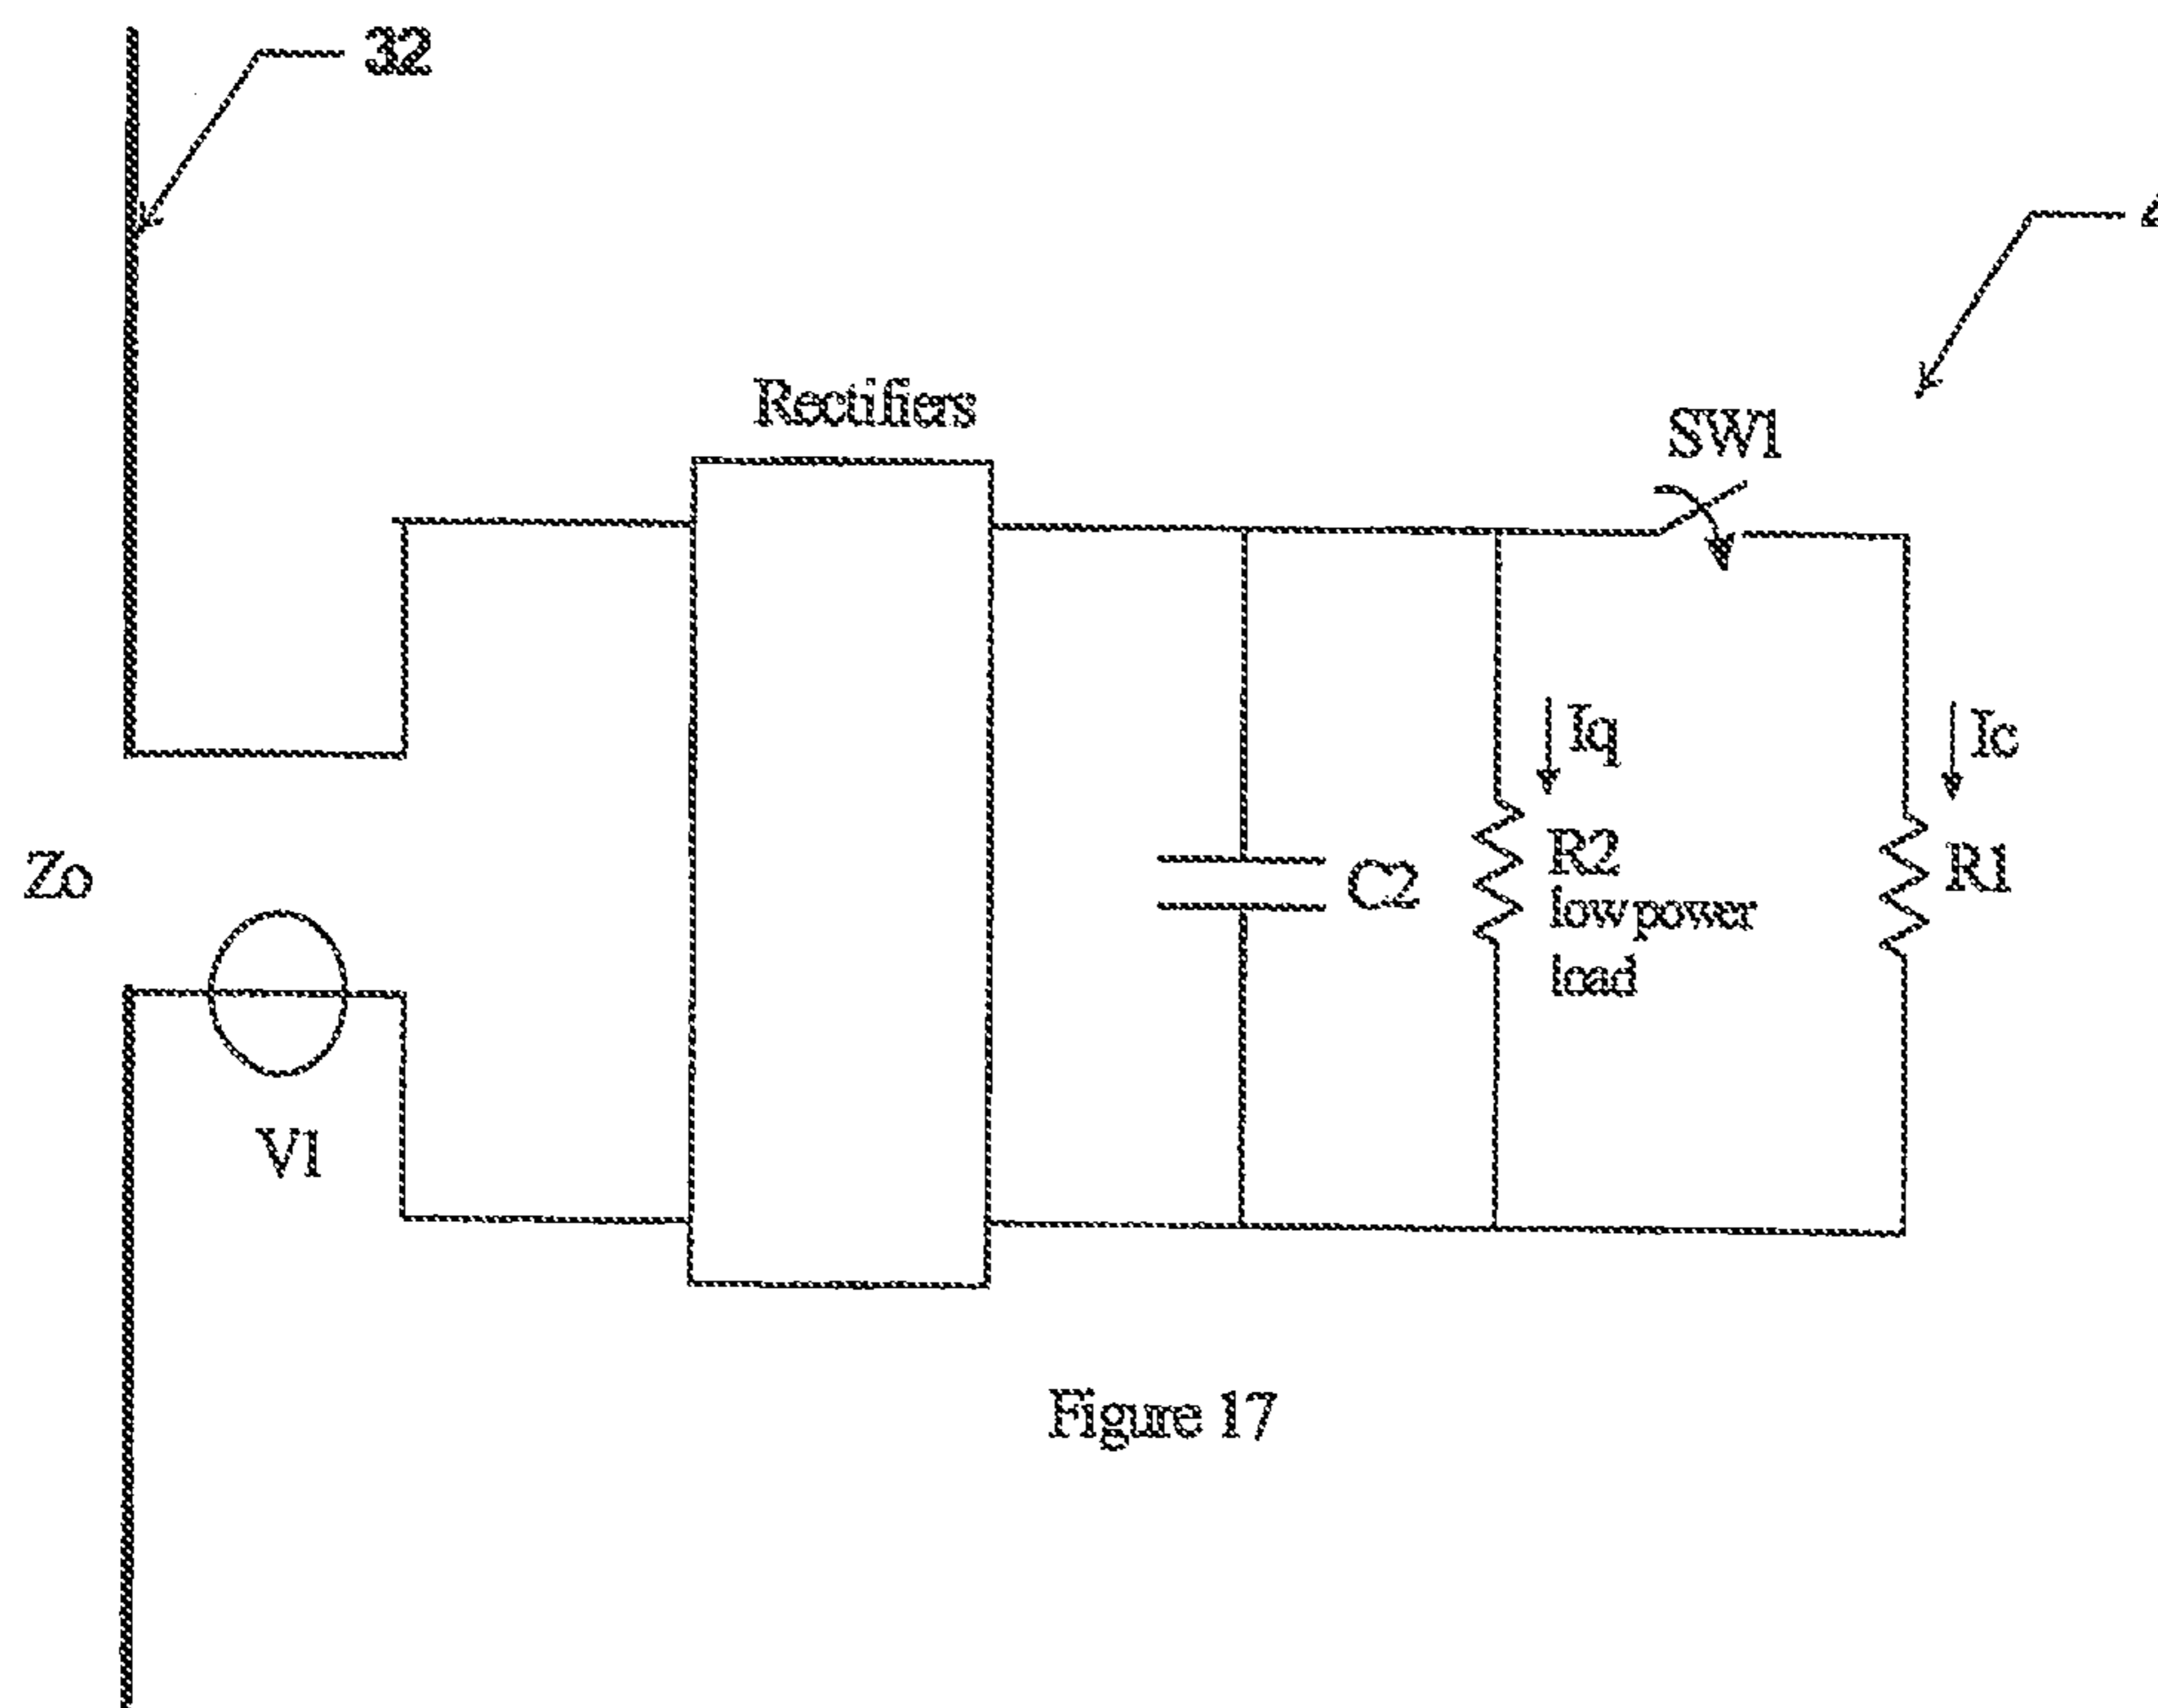 32
Rectifiers
SW1
Iq
Ic
Zo
C2
R2
low power
load
R1
V1
Figure 17